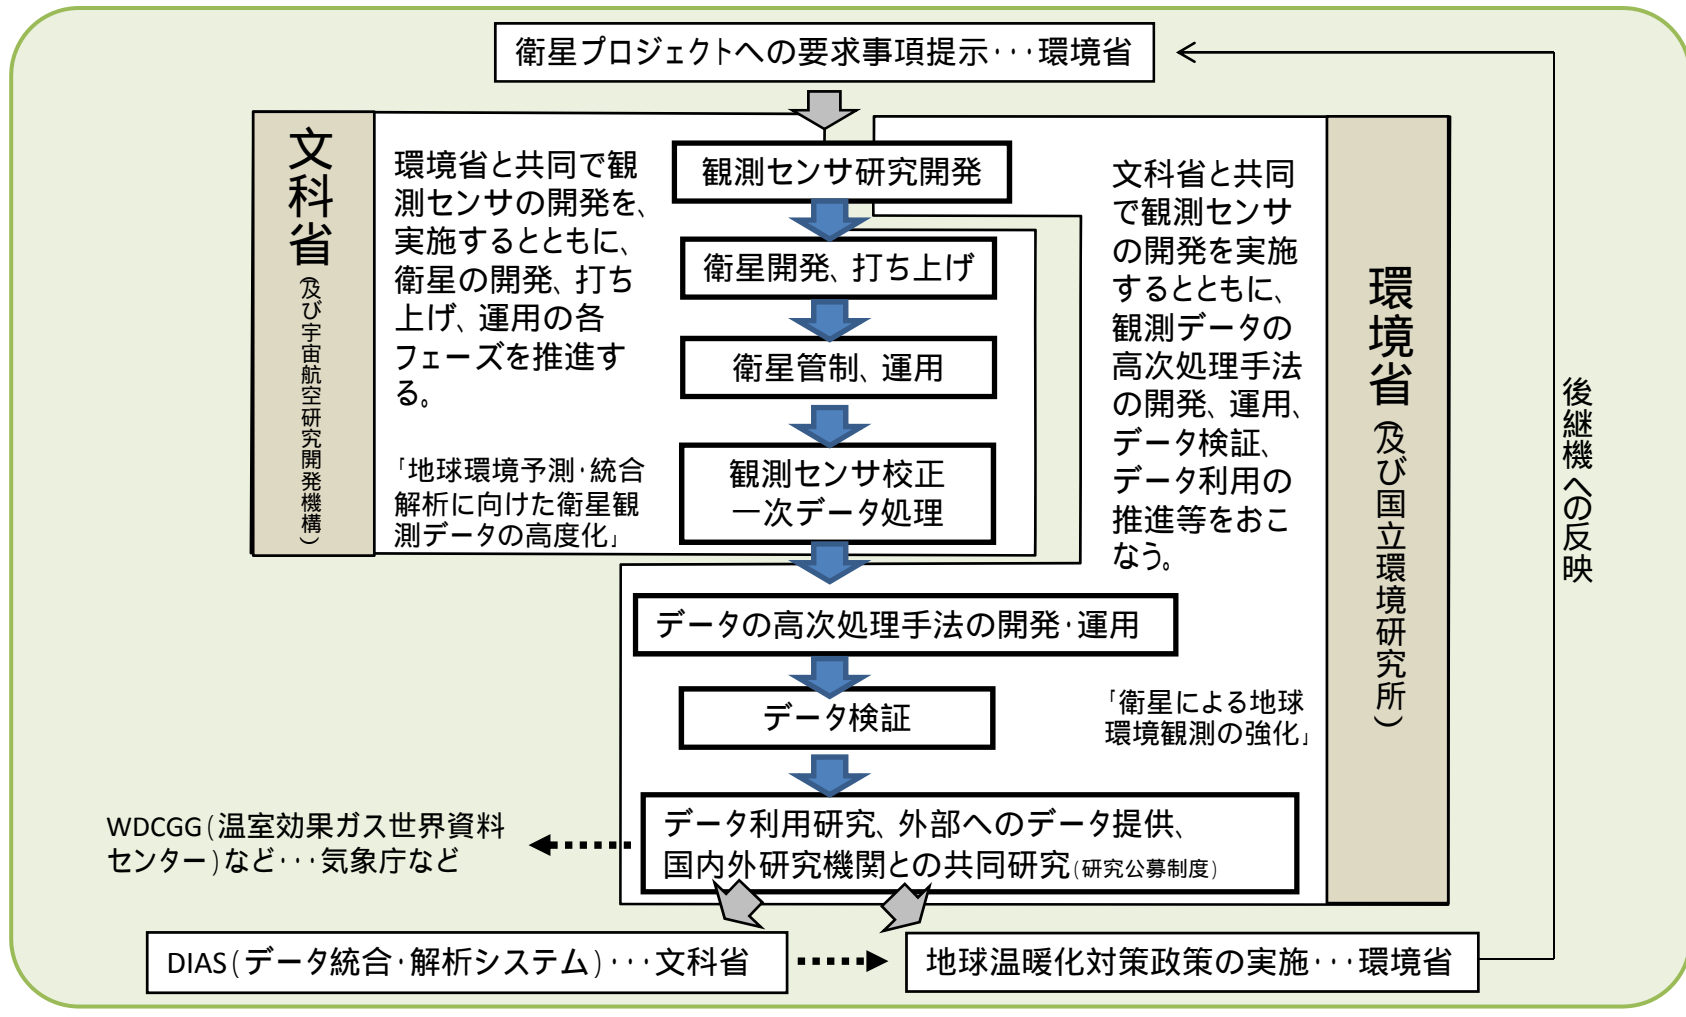 衛星プロジェクトへの要求事項提示･･･環境省
文科省(及び宇宙航空研究開発機構)
環境省と共同で観
測センサの開発を、
実施するとともに、
衛星の開発、打ち
上げ、運用の各
フェーズを推進す
る。
｢地球環境予測･統合
解析に向けた衛星観
測データの高度化｣
観測センサ研究開発
衛星開発、打ち上げ
衛星管制、運用
観測センサ校正
一次データ処理
文科省と共同
で観測センサ
の開発を実施
するとともに、
観測データの
高次処理手法
の開発、運用、
データ検証、
データ利用の
推進等をおこ
なう。
｢衛星による地球
環境観測の強化｣
環境省(及び国立環境研究所)
後継機への反映
データの高次処理手法の開発･運用
データ検証
データ利用研究、外部へのデータ提供、
国内外研究機関との共同研究(研究公募制度)
WDCGG(温室効果ガス世界資料
センター)など･･･気象庁など
DIAS(データ統合･解析システム)･･･文科省
地球温暖化対策政策の実施･･･環境省